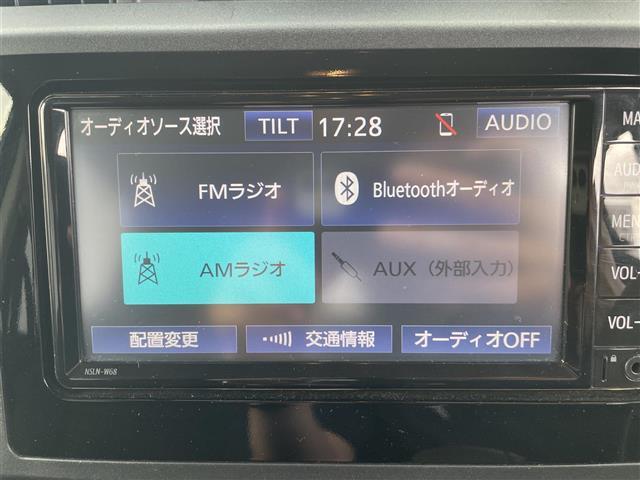 オーディオソース選択 TILT 17:28 AUDIO
FMラジオ Bluetoothオーディオ
AMラジオ AUX（外部入力）
配置変更 交通情報 オーディオOFF
NSLN-W68
MA
AUD
MEN
VOL-
VOL-